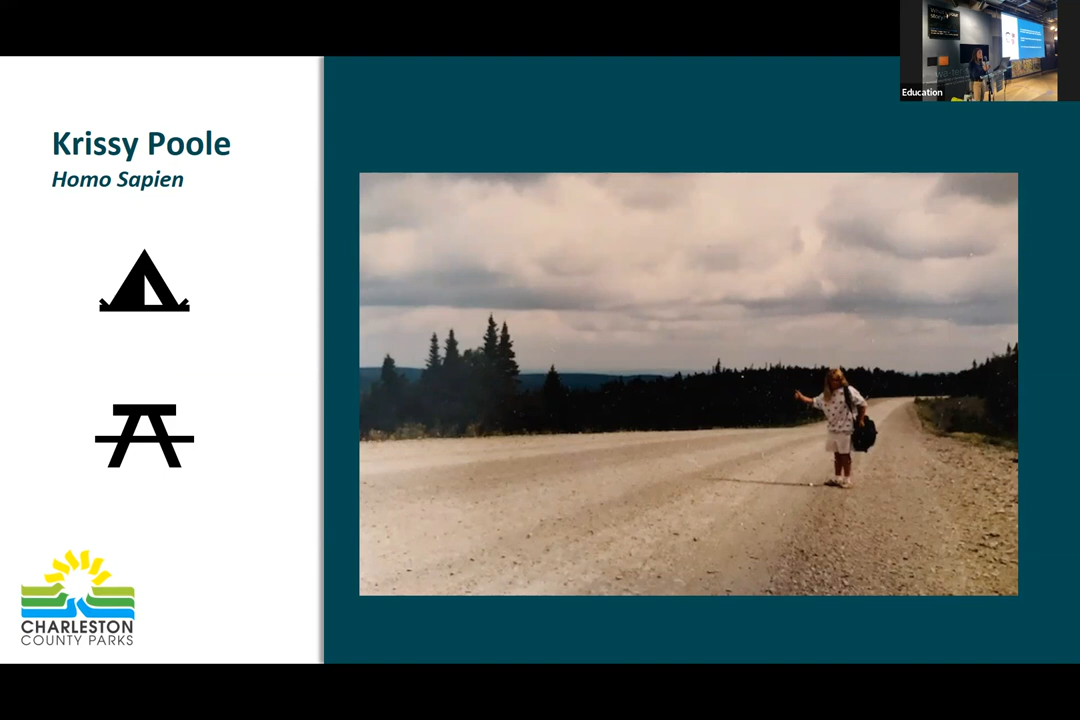 Education
Krissy Poole
Homo Sapien
CHARLESTON
COUNTY PARKS